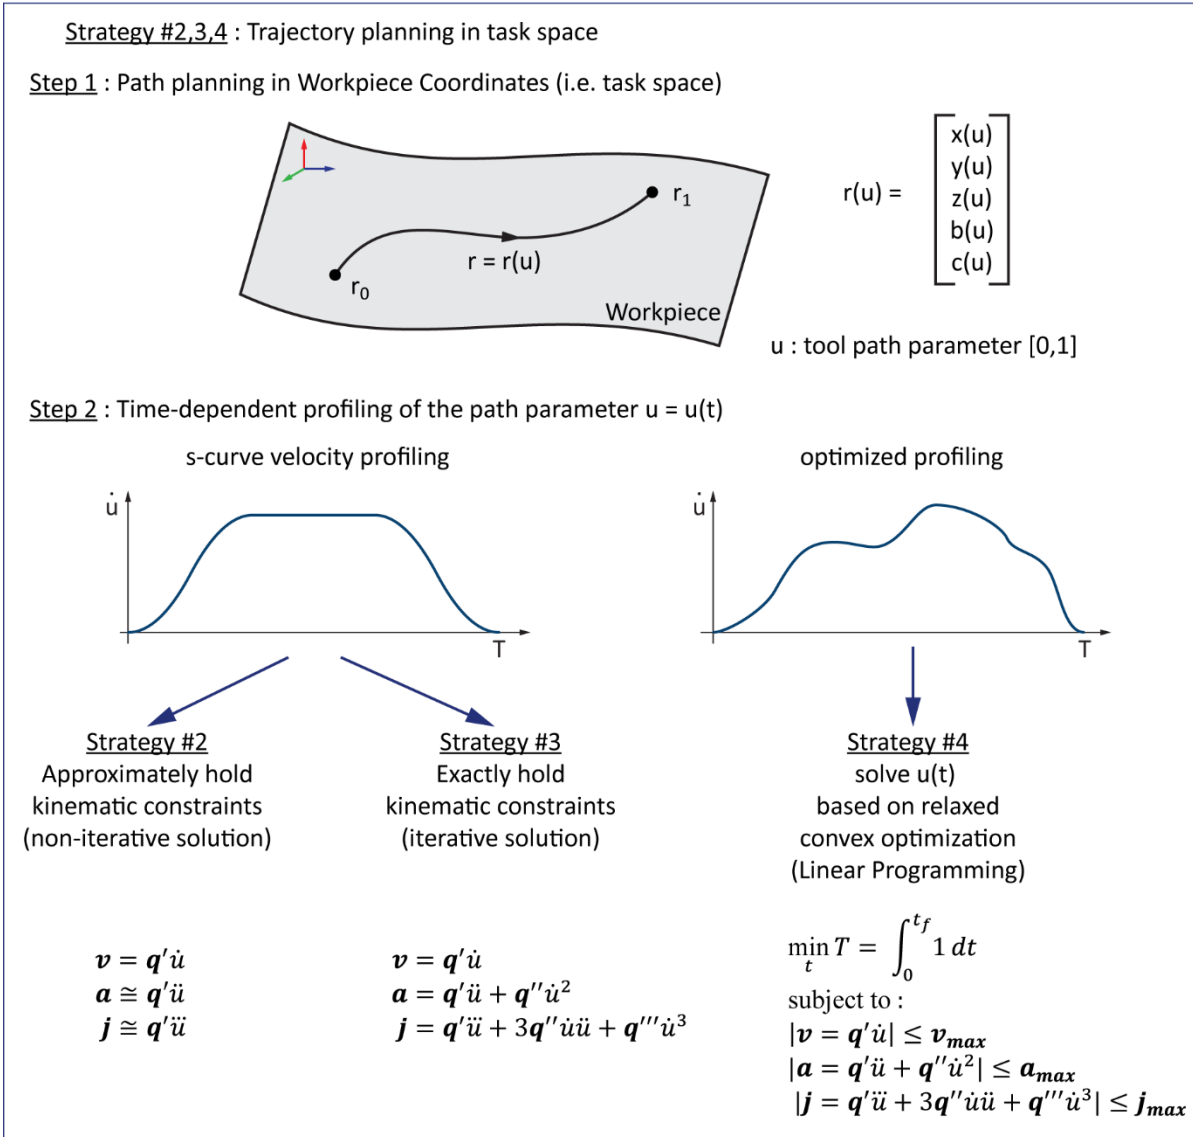 Strategy #2,3,4 : Trajectory planning in task space
Step 1 : Path planning in Workpiece Coordinates (i.e. task space)
r₀
r = r(u)
r₁
Workpiece
r(u) =
x(u)
y(u)
z(u)
b(u)
c(u)
u : tool path parameter [0,1]
Step 2 : Time-dependent profiling of the path parameter u = u(t)
s-curve velocity profiling
u̇
T
optimized profiling
u̇
T
Strategy #2
Approximately hold
kinematic constraints
(non-iterative solution)
v = q′u̇
a ≅ q′ü
j ≅ q′u⃛
Strategy #3
Exactly hold
kinematic constraints
(iterative solution)
v = q′u̇
a = q′ü + q′′u̇²
j = q′u⃛ + 3q′′u̇ü + q′′′u̇³
Strategy #4
solve u(t)
based on relaxed
convex optimization
(Linear Programming)
min_t T = ∫₀^{t_f} 1 dt
subject to :
|v = q′u̇| ≤ v_max
|a = q′ü + q′′u̇²| ≤ a_max
|j = q′u⃛ + 3q′′u̇ü + q′′′u̇³| ≤ j_max